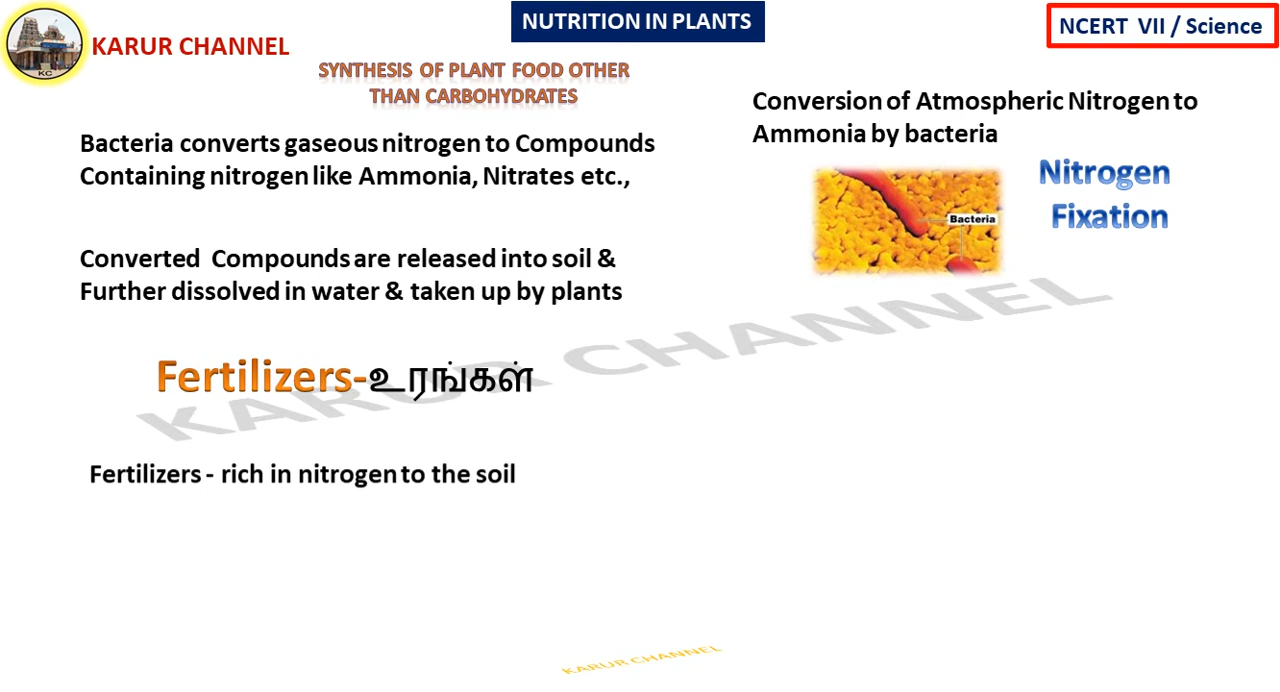 NUTRITION IN PLANTS
NCERT VII / Science
KARUR CHANNEL
KC
SYNTHESIS OF PLANT FOOD OTHER
THAN CARBOHYDRATES
Bacteria converts gaseous nitrogen to Compounds
Containing nitrogen like Ammonia, Nitrates etc.,
Converted Compounds are released into soil &
Further dissolved in water & taken up by plants
Fertilizers-உரங்கள்
Fertilizers - rich in nitrogen to the soil
Conversion of Atmospheric Nitrogen to
Ammonia by bacteria
Nitrogen
Fixation
Bacteria
KARUR CHANNEL
KARUR CHANNEL